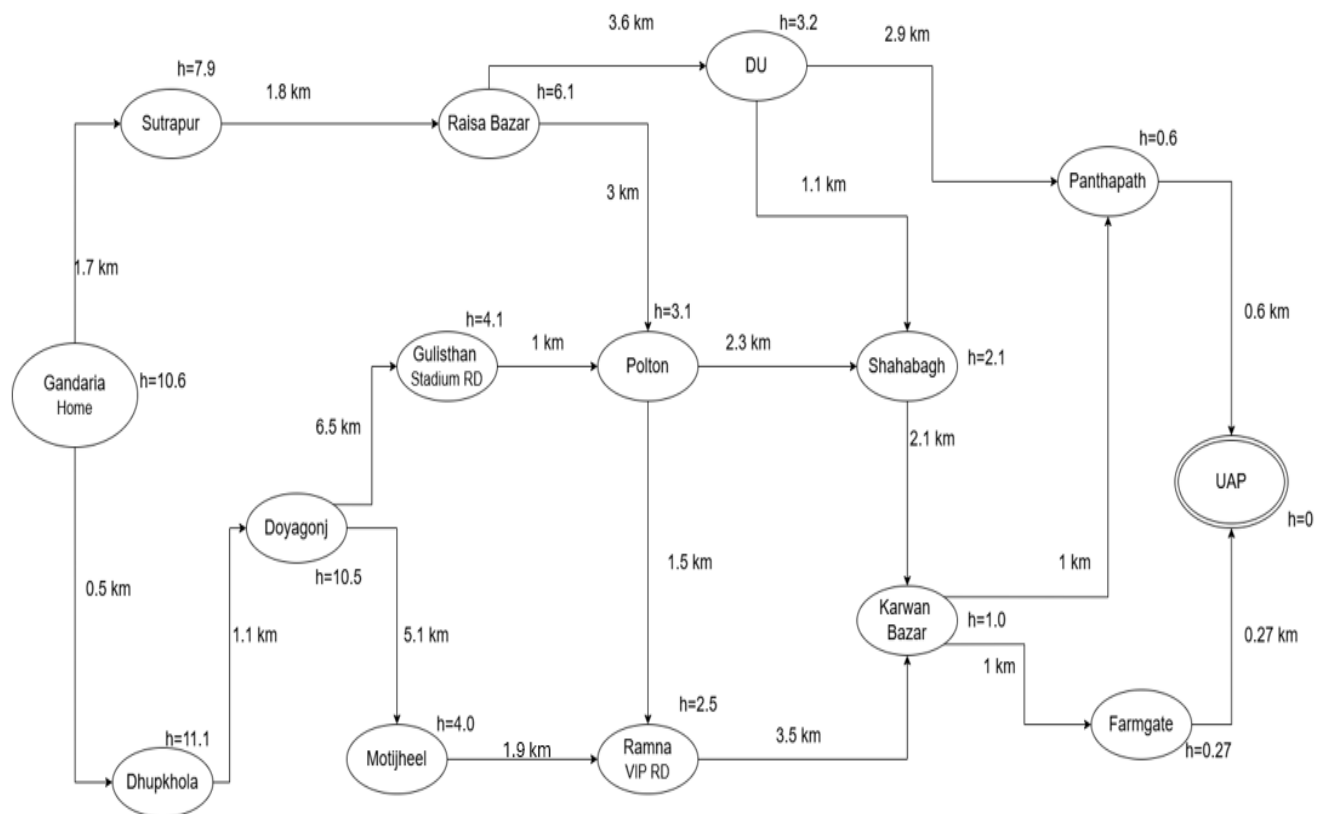 3.6 km
h=3.2
2.9 km
DU
h=7.9
1.8 km
h=6.1
Sutrapur
Raisa Bazar
h=0.6
Panthapath
3 km
1.1 km
1.7 km
h=4.1
h=3.1
0.6 km
Gulisthan
Stadium RD
1 km
Polton
2.3 km
Shahabagh
h=2.1
Gandaria
Home
h=10.6
6.5 km
2.1 km
UAP
h=0
Doyagonj
h=10.5
0.5 km
1.1 km
5.1 km
1.5 km
1 km
Karwan
Bazar
h=1.0
0.27 km
1 km
h=11.1
Dhupkhola
h=4.0
Motijheel
1.9 km
h=2.5
Ramna
VIP RD
3.5 km
Farmgate
h=0.27